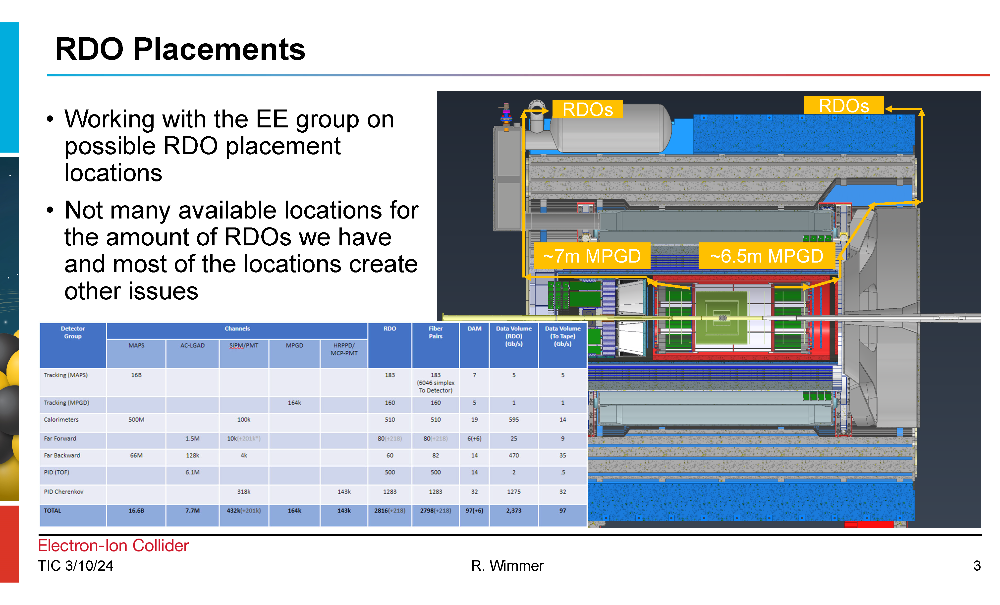 RDO Placements
• Working with the EE group on
possible RDO placement
locations
• Not many available locations for
the amount of RDOs we have
and most of the locations create
other issues
RDOs
RDOs
~7m MPGD
~6.5m MPGD
Detector Group Channels RDO Fiber Pairs DAM Data Volume (RDO) (Gb/s) Data Volume (To Tape) (Gb/s)
MAPS AC-LGAD SiPM/PMT MPGD HRPPD/ MCP-PMT
Tracking (MAPS) 16B 183 183 (6046 simplex To Detector) 7 5 5
Tracking (MPGD) 164k 160 160 5 1 1
Calorimeters 500M 100k 510 510 19 595 14
Far Forward 1.5M 10k(+201k*) 80(+218) 80(+218) 6(+6) 25 9
Far Backward 66M 128k 4k 60 82 14 470 35
PID (TOF) 6.1M 500 500 14 2 .5
PID Cherenkov 318k 143k 1283 1283 32 1275 32
TOTAL 16.6B 7.7M 432k(+201k) 164k 143k 2816(+218) 2798(+218) 97(+6) 2,373 97
Electron-Ion Collider
TIC 3/10/24
R. Wimmer
3